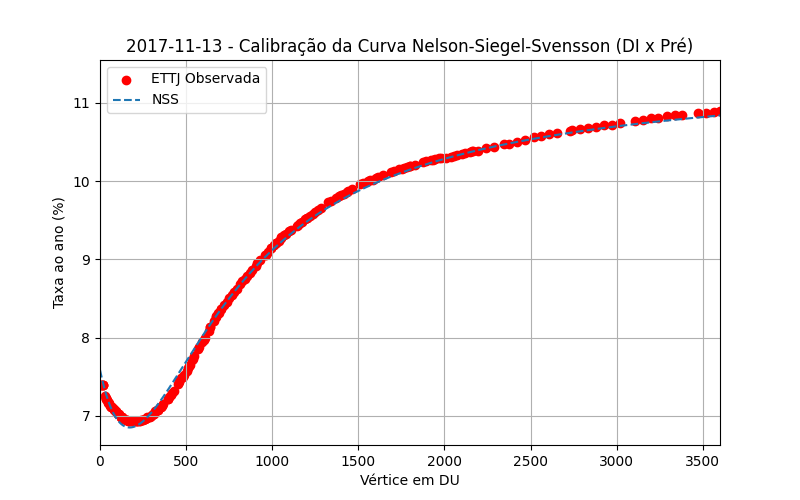 2017-11-13 - Calibração da Curva Nelson-Siegel-Svensson (DI x Pré)
ETTJ Observada
NSS
Taxa ao ano (%)
11
10
9
8
7
0 500 1000 1500 2000 2500 3000 3500
Vértice em DU